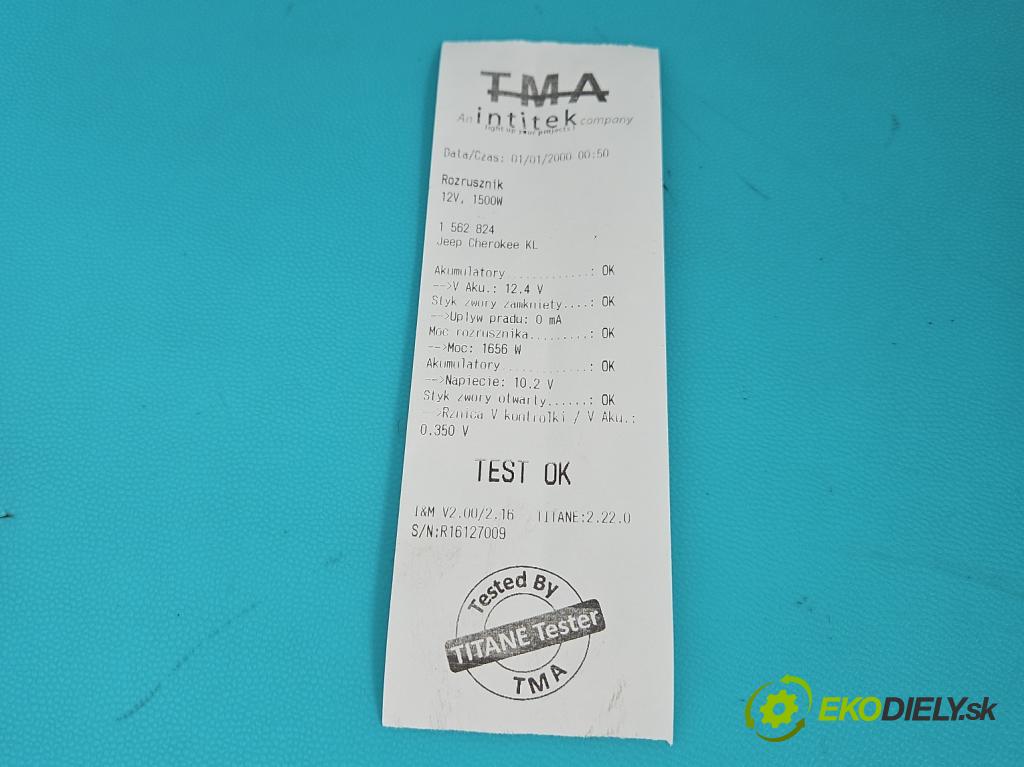 TMA
An intitek company
light up your projects !
Data/Czas: 01/01/2000 00:50
Rozrusznik
12V, 1500W
1 562 824
Jeep Cherokee KL
Akumulatory............: OK
-->V Aku.: 12.4 V
Styk zwory zamkniety....: OK
-->Uplyw pradu: 0 mA
Moc rozrusznika.........: OK
-->Moc: 1656 W
Akumulatory............: OK
-->Napiecie: 10.2 V
Styk zwory otwarty......: OK
-->Rznica V kontrolki / V Aku.:
0.350 V
TEST OK
I&M V2.00/2.16 TITANE:2.22.0
S/N:R16127009
Tested By
TITANE Tester
TMA
EKODIELY.sk